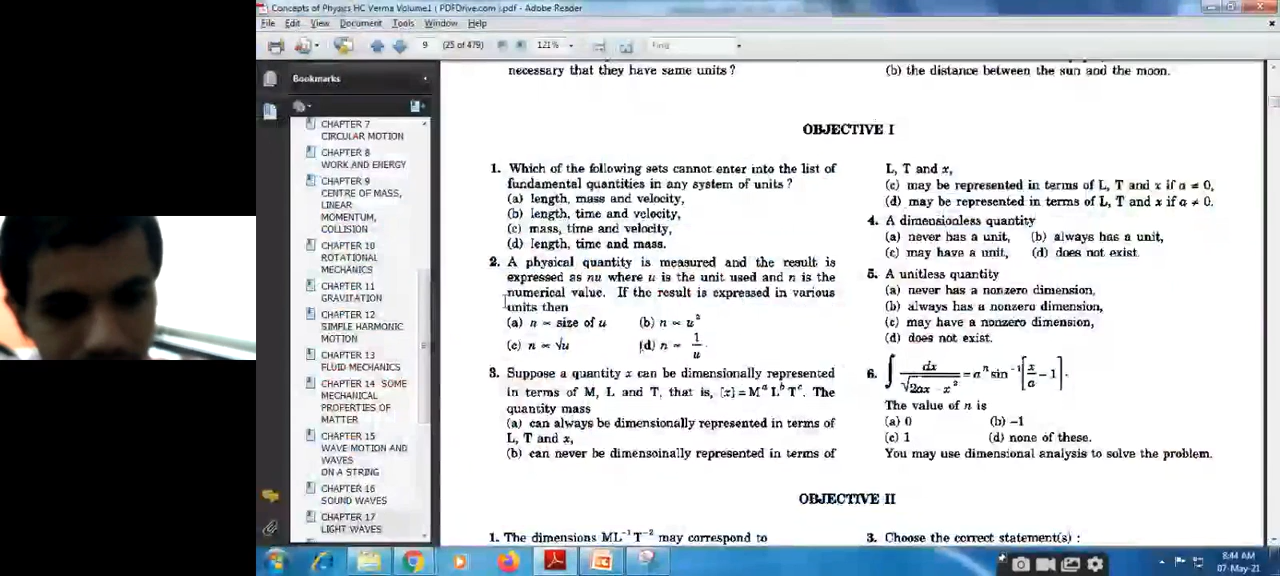 Concepts of Physics HC Verma Volume1 ( PDFDrive.com ).pdf - Adobe Reader
File Edit View Document Tools Window Help
9 (25 of 479) 121% Find
Bookmarks
CHAPTER 7
CIRCULAR MOTION
CHAPTER 8
WORK AND ENERGY
CHAPTER 9
CENTRE OF MASS,
LINEAR
MOMENTUM,
COLLISION
CHAPTER 10
ROTATIONAL
MECHANICS
CHAPTER 11
GRAVITATION
CHAPTER 12
SIMPLE HARMONIC
MOTION
CHAPTER 13
FLUID MECHANICS
CHAPTER 14 SOME
MECHANICAL
PROPERTIES OF
MATTER
CHAPTER 15
WAVE MOTION AND
WAVES
ON A STRING
CHAPTER 16
SOUND WAVES
CHAPTER 17
LIGHT WAVES
necessary that they have same units ?
(b) the distance between the sun and the moon.
OBJECTIVE I
1. Which of the following sets cannot enter into the list of
fundamental quantities in any system of units ?
(a) length, mass and velocity,
(b) length, time and velocity,
(c) mass, time and velocity,
(d) length, time and mass.
2. A physical quantity is measured and the result is
expressed as nu where u is the unit used and n is the
numerical value. If the result is expressed in various
units then
(a) n ∝ size of u (b) n ∝ u²
(c) n ∝ √u (d) n ∝ 1/u .
3. Suppose a quantity x can be dimensionally represented
in terms of M, L and T, that is, [x] = Mᵃ Lᵇ Tᶜ. The
quantity mass
(a) can always be dimensionally represented in terms of
L, T and x,
(b) can never be dimensoinally represented in terms of
L, T and x,
(c) may be represented in terms of L, T and x if a = 0,
(d) may be represented in terms of L, T and x if a ≠ 0.
4. A dimensionless quantity
(a) never has a unit, (b) always has a unit,
(c) may have a unit, (d) does not exist.
5. A unitless quantity
(a) never has a nonzero dimension,
(b) always has a nonzero dimension,
(c) may have a nonzero dimension,
(d) does not exist.
6. ∫ dx / √(2ax − x²) = aⁿ sin⁻¹ [x/a − 1] .
The value of n is
(a) 0 (b) −1
(c) 1 (d) none of these.
You may use dimensional analysis to solve the problem.
OBJECTIVE II
1. The dimensions ML⁻¹T⁻² may correspond to
3. Choose the correct statement(s) :
8:44 AM
07-May-21